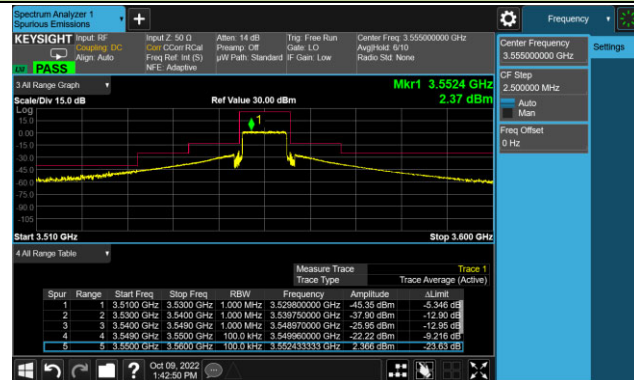 Spectrum Analyzer 1
Spurious Emissions
+
Frequency
KEYSIGHT Input: RF
Coupling: DC
Align: Auto
PASS
Input Z: 50 Ω
Corr CCorr RCal
Freq Ref: Int (S)
NFE: Adaptive
Atten: 14 dB
Preamp: Off
µW Path: Standard
Trig: Free Run
Gate: LO
IF Gain: Low
Center Freq: 3.555000000 GHz
Avg|Hold: 6/10
Radio Std: None
Center Frequency
3.555000000 GHz
Settings
CF Step
2.500000 MHz
Auto
Man
Freq Offset
0 Hz
3 All Range Graph
Mkr1 3.5524 GHz
Scale/Div 15.0 dB
Ref Value 30.00 dBm
2.37 dBm
Log
15.0
0.00
-15.0
-30.0
-45.0
-60.0
-75.0
-90.0
-105
1
Start 3.510 GHz
Stop 3.600 GHz
4 All Range Table
Measure Trace Trace 1
Trace Type Trace Average (Active)
Spur Range Start Freq Stop Freq RBW Frequency Amplitude ΔLimit
1 1 3.5100 GHz 3.5300 GHz 1.000 MHz 3.529800000 GHz -45.35 dBm -5.346 dB
2 2 3.5300 GHz 3.5400 GHz 1.000 MHz 3.539750000 GHz -37.90 dBm -12.90 dB
3 3 3.5400 GHz 3.5490 GHz 1.000 MHz 3.548970000 GHz -25.95 dBm -12.95 dB
4 4 3.5490 GHz 3.5500 GHz 100.0 kHz 3.549960000 GHz -22.22 dBm -9.216 dB
5 5 3.5500 GHz 3.5600 GHz 100.0 kHz 3.552433333 GHz 2.366 dBm -23.63 dB
?
Oct 09, 2022
1:42:50 PM